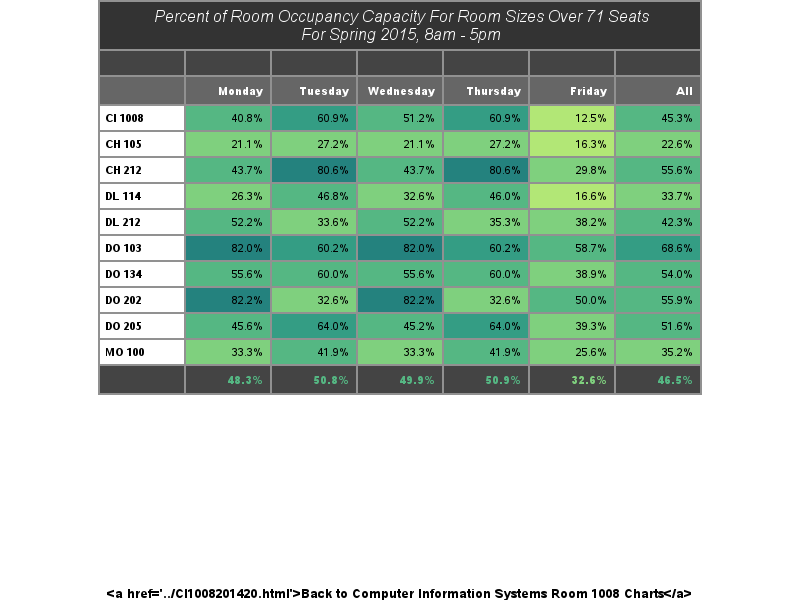 Percent of Room Occupancy Capacity For Room Sizes Over 71 Seats
For Spring 2015, 8am - 5pm
Monday Tuesday Wednesday Thursday Friday All
CI 1008 40.8% 60.9% 51.2% 60.9% 12.5% 45.3%
CH 105 21.1% 27.2% 21.1% 27.2% 16.3% 22.6%
CH 212 43.7% 80.6% 43.7% 80.6% 29.8% 55.6%
DL 114 26.3% 46.8% 32.6% 46.0% 16.6% 33.7%
DL 212 52.2% 33.6% 52.2% 35.3% 38.2% 42.3%
DO 103 82.0% 60.2% 82.0% 60.2% 58.7% 68.6%
DO 134 55.6% 60.0% 55.6% 60.0% 38.9% 54.0%
DO 202 82.2% 32.6% 82.2% 32.6% 50.0% 55.9%
DO 205 45.6% 64.0% 45.2% 64.0% 39.3% 51.6%
MO 100 33.3% 41.9% 33.3% 41.9% 25.6% 35.2%
48.3% 50.8% 49.9% 50.9% 32.6% 46.5%
<a href='../CI1008201420.html'>Back to Computer Information Systems Room 1008 Charts</a>